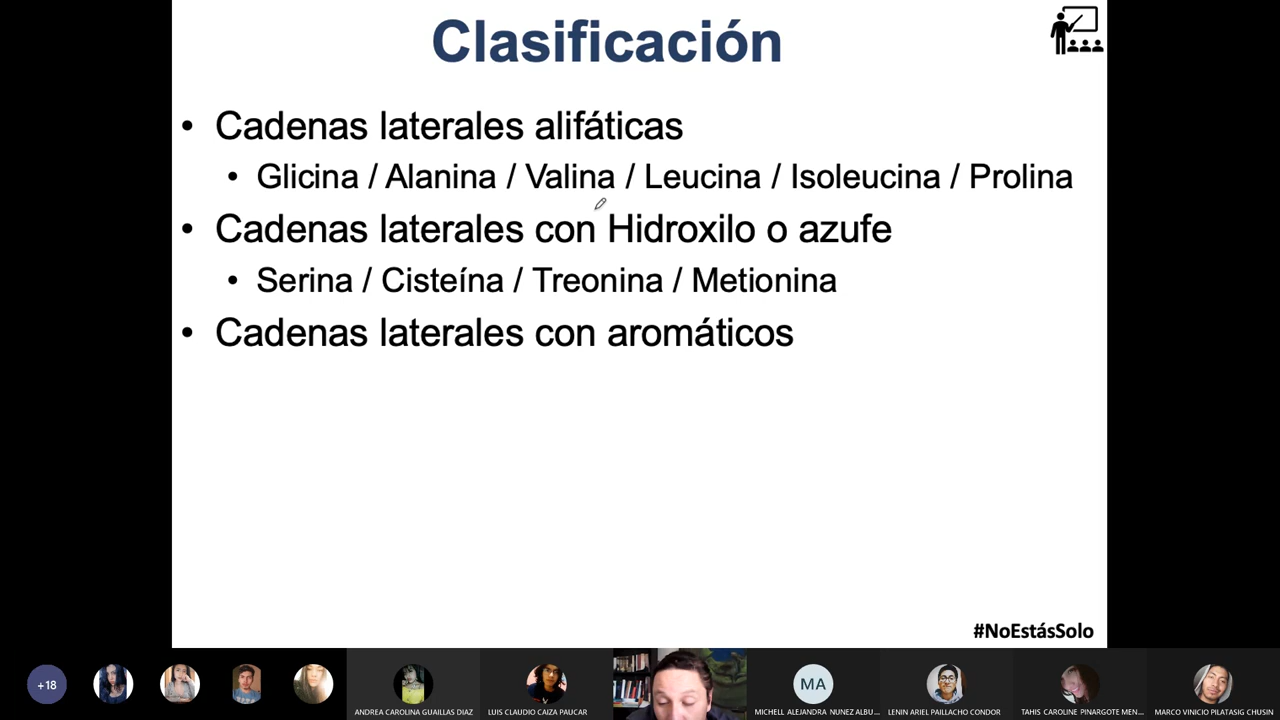 Clasificación
• Cadenas laterales alifáticas
• Glicina / Alanina / Valina / Leucina / Isoleucina / Prolina
• Cadenas laterales con Hidroxilo o azufe
• Serina / Cisteína / Treonina / Metionina
• Cadenas laterales con aromáticos
#NoEstásSolo
+18
ANDREA CAROLINA GUAILLAS DIAZ
LUIS CLAUDIO CAIZA PAUCAR
MA
MICHELL ALEJANDRA NUNEZ ALBU...
LENIN ARIEL PAILLACHO CONDOR
TAHIS CAROLINE PINARGOTE MEN...
MARCO VINICIO PILATASIG CHUSIN